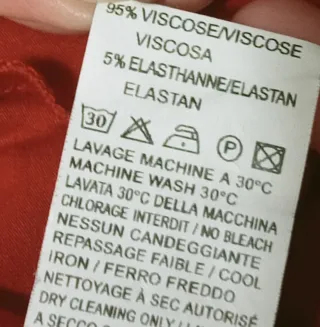 95% VISCOSE/VISCOSE
VISCOSA
5% ELASTHANNE/ELASTAN
ELASTAN
30 P
LAVAGE MACHINE A 30°C
MACHINE WASH 30°C
LAVATA 30°C DELLA MACCHINA
CHLORAGE INTERDIT / NO BLEACH
NESSUN CANDEGGIANTE
REPASSAGE FAIBLE / COOL
IRON / FERRO FREDDO
NETTOYAGE À SEC AUTORISÉ
DRY CLEANING ONLY /
A SECCO